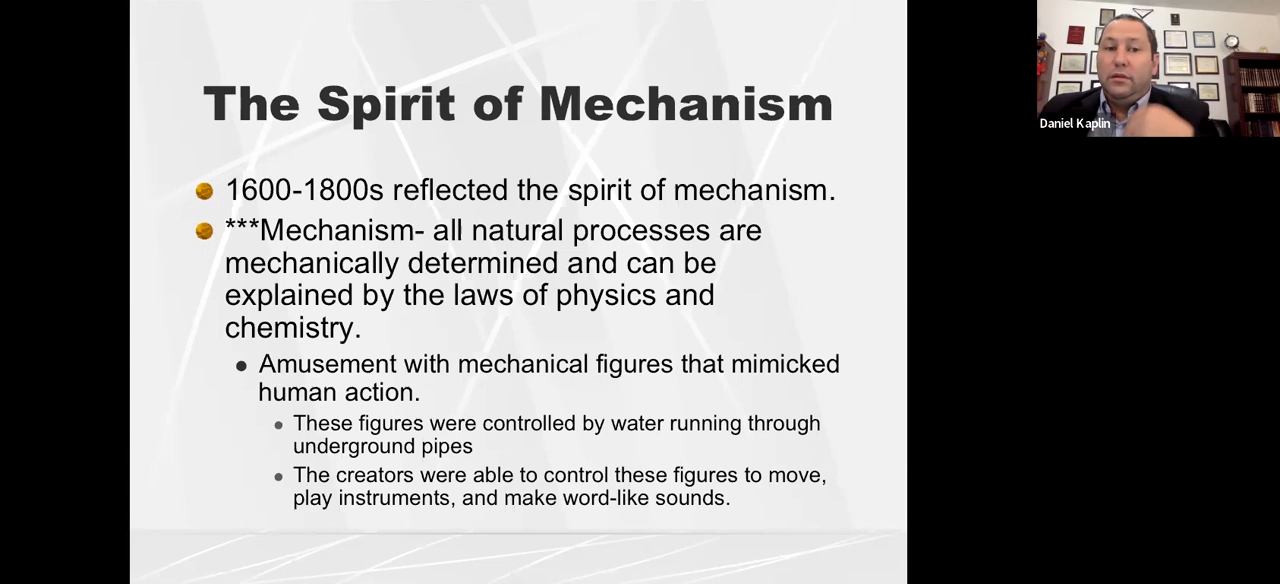 The Spirit of Mechanism
1600-1800s reflected the spirit of mechanism.
***Mechanism- all natural processes are
mechanically determined and can be
explained by the laws of physics and
chemistry.
Amusement with mechanical figures that mimicked
human action.
These figures were controlled by water running through
underground pipes
The creators were able to control these figures to move,
play instruments, and make word-like sounds.
Daniel Kaplin